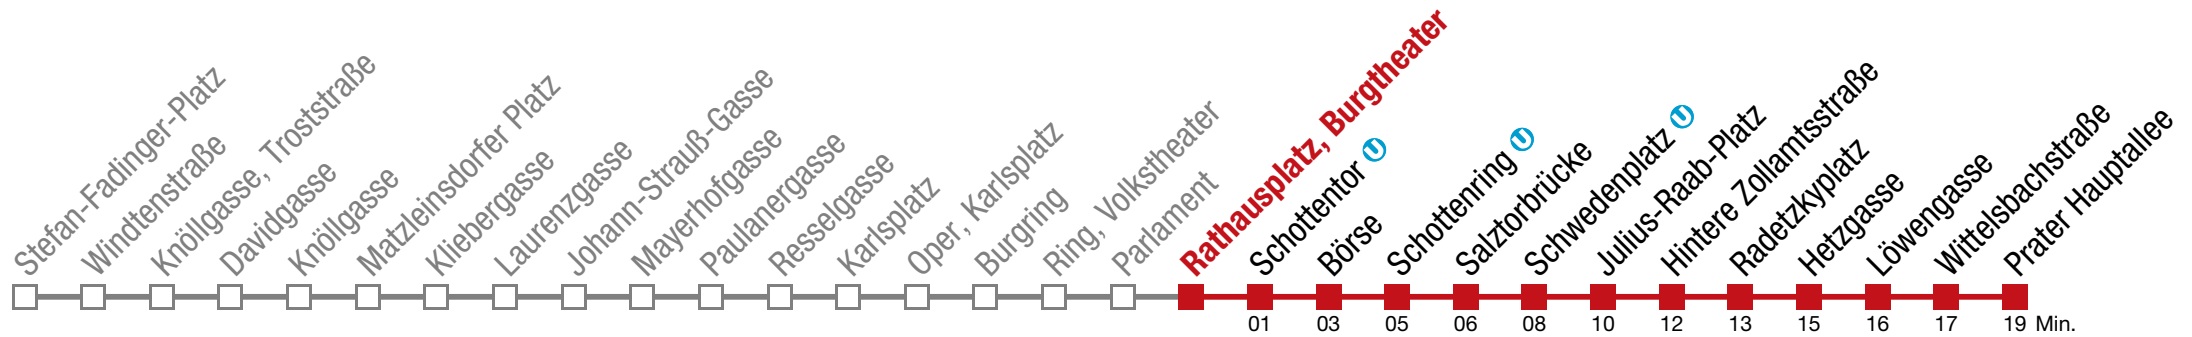 Stefan-Fadinger-Platz
Windtenstraße
Knöllgasse, Troststraße
Davidgasse
Knöllgasse
Matzleinsdorfer Platz
Kliebergasse
Laurenzgasse
Johann-Strauß-Gasse
Mayerhofgasse
Paulanergasse
Resselgasse
Karlsplatz
Oper, Karlsplatz
Burgring
Ring, Volkstheater
Parlament
Rathausplatz, Burgtheater
Schottentor U
Börse
Schottenring U
Salztorbrücke
Schwedenplatz U
Julius-Raab-Platz
Hintere Zollamtsstraße
Radetzkyplatz
Hetzgasse
Löwengasse
Wittelsbachstraße
Prater Hauptallee
01 03 05 06 08 10 12 13 15 16 17 19 Min.